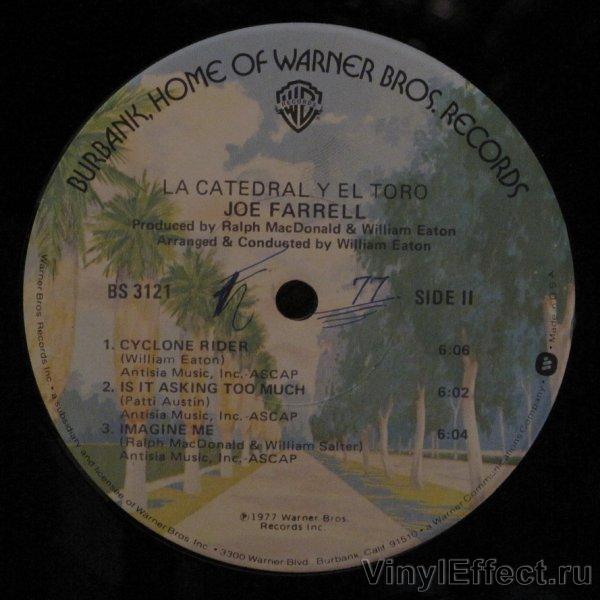 BURBANK, HOME OF WARNER BROS. RECORDS
LA CATEDRAL Y EL TORO
JOE FARRELL
Produced by Ralph MacDonald & William Eaton
Arranged & Conducted by William Eaton
BS 3121
77
SIDE II
1. CYCLONE RIDER 6:06
(William Eaton)
Antisia Music, Inc.-ASCAP
2. IS IT ASKING TOO MUCH 6:02
(Patti Austin)
Antisia Music, Inc.-ASCAP
3. IMAGINE ME 6:04
(Ralph MacDonald & William Salter)
Antisia Music, Inc.-ASCAP
℗1977 Warner Bros.
Records Inc.
Warner Bros. Records Inc. • a subsidiary and licensee of Warner Bros. Inc. • 3300 Warner Blvd., Burbank, Calif. 91510 • a Warner Communications Company. • Made in U.S.A.
VinylEffect.ru